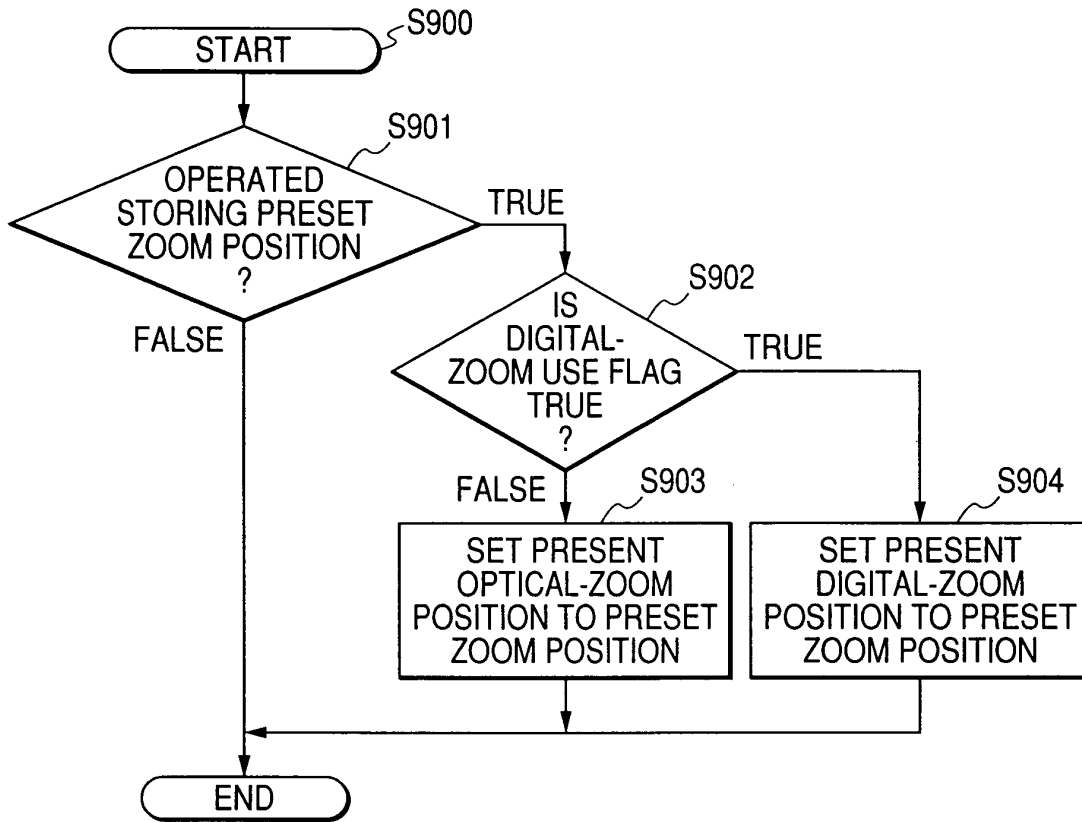 START
S900
S901
OPERATED
STORING PRESET
ZOOM POSITION
?
TRUE
FALSE
S902
IS
DIGITAL-
ZOOM USE FLAG
TRUE
?
TRUE
FALSE
S903
SET PRESENT
OPTICAL-ZOOM
POSITION TO PRESET
ZOOM POSITION
S904
SET PRESENT
DIGITAL-ZOOM
POSITION TO PRESET
ZOOM POSITION
END